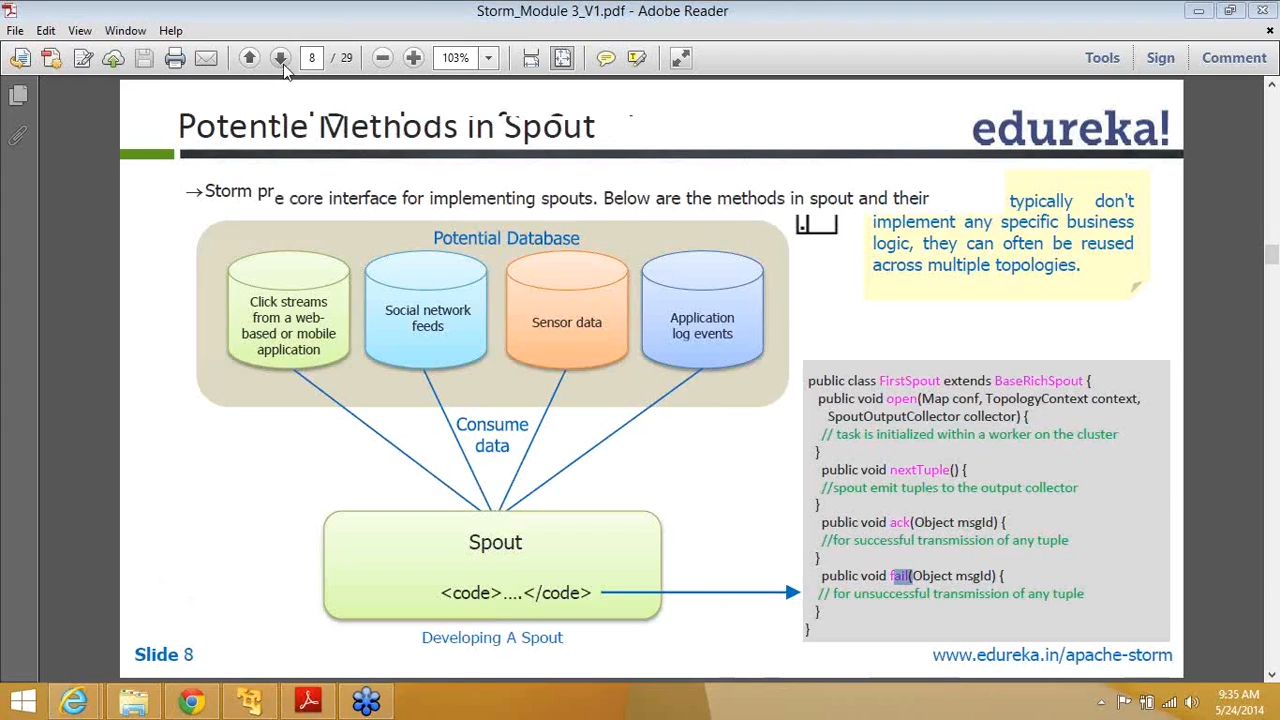 Storm_Module 3_V1.pdf - Adobe Reader
File Edit View Window Help
8 / 29 103% Tools Sign Comment
Methods in Spout
edureka!
→Storm pr
e core interface for implementing spouts. Below are the methods in spout and their
typically don't
implement any specific business
logic, they can often be reused
across multiple topologies.
Potential Database
Click streams
from a web-
based or mobile
application
Social network
feeds
Sensor data
Application
log events
Consume
data
Spout
<code>....</code>
Developing A Spout
public class FirstSpout extends BaseRichSpout {
public void open(Map conf, TopologyContext context,
SpoutOutputCollector collector) {
// task is initialized within a worker on the cluster
}
public void nextTuple() {
//spout emit tuples to the output collector
}
public void ack(Object msgId) {
//for successful transmission of any tuple
}
public void fail(Object msgId) {
// for unsuccessful transmission of any tuple
}
}
Slide 8
www.edureka.in/apache-storm
9:35 AM
5/24/2014